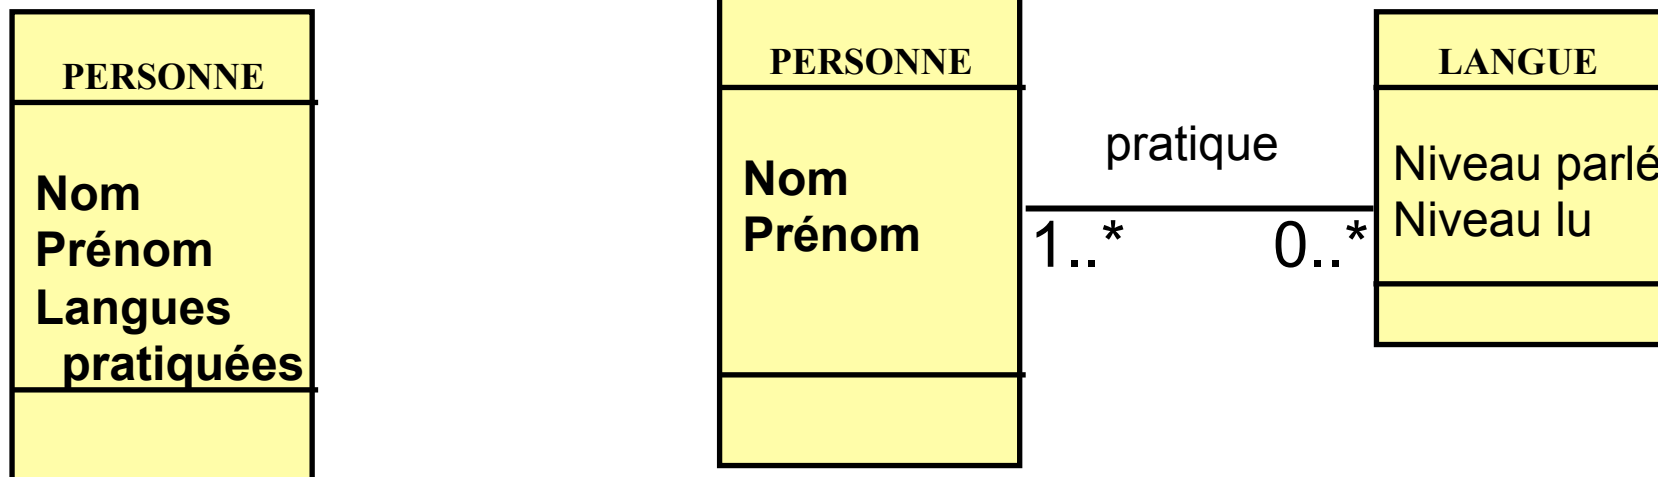 PERSONNE
Nom
Prénom
Langues
pratiquées
PERSONNE
Nom
Prénom
pratique
1..*
0..*
LANGUE
Niveau parlé
Niveau lu